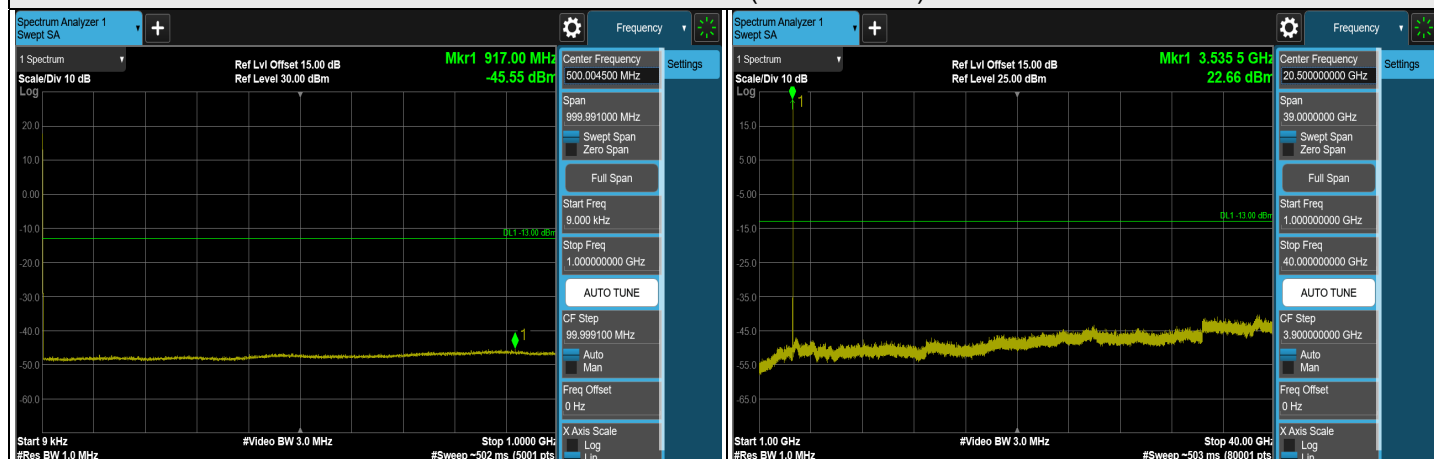 Spectrum Analyzer 1
Swept SA
+
Frequency
1 Spectrum
Scale/Div 10 dB
Log
Ref Lvl Offset 15.00 dB
Ref Level 30.00 dBm
Mkr1 917.00 MHz
-45.55 dBm
20.0
10.0
0.00
-10.0
-20.0
-30.0
-40.0
-50.0
-60.0
DL1 -13.00 dBm
1
Start 9 kHz
#Res BW 1.0 MHz
#Video BW 3.0 MHz
Stop 1.0000 GHz
#Sweep ~502 ms (5001 pts
Center Frequency
500.004500 MHz
Settings
Span
999.991000 MHz
Swept Span
Zero Span
Full Span
Start Freq
9.000 kHz
Stop Freq
1.000000000 GHz
AUTO TUNE
CF Step
99.999100 MHz
Auto
Man
Freq Offset
0 Hz
X Axis Scale
Log
Lin
Spectrum Analyzer 1
Swept SA
+
Frequency
1 Spectrum
Scale/Div 10 dB
Log
Ref Lvl Offset 15.00 dB
Ref Level 25.00 dBm
Mkr1 3.535 5 GHz
22.66 dBm
1
15.0
5.00
-5.00
-15.0
-25.0
-35.0
-45.0
-55.0
-65.0
DL1 -13.00 dBm
Start 1.00 GHz
#Res BW 1.0 MHz
#Video BW 3.0 MHz
Stop 40.00 GHz
#Sweep ~503 ms (80001 pts
Center Frequency
20.500000000 GHz
Settings
Span
39.0000000 GHz
Swept Span
Zero Span
Full Span
Start Freq
1.000000000 GHz
Stop Freq
40.000000000 GHz
AUTO TUNE
CF Step
3.900000000 GHz
Auto
Man
Freq Offset
0 Hz
X Axis Scale
Log
Lin